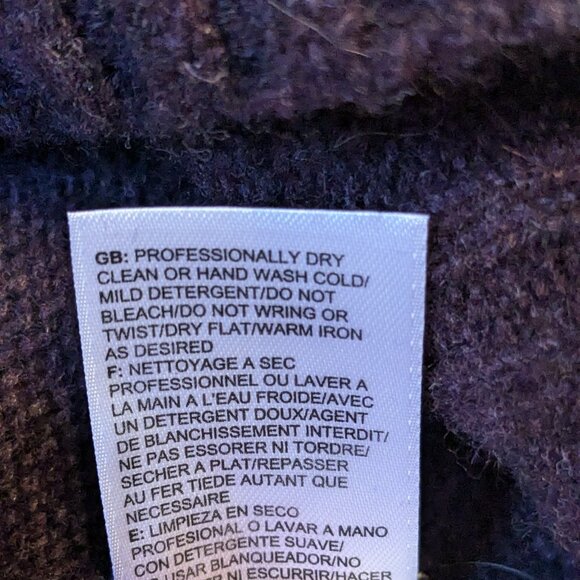 GB: PROFESSIONALLY DRY
CLEAN OR HAND WASH COLD/
MILD DETERGENT/DO NOT
BLEACH/DO NOT WRING OR
TWIST/DRY FLAT/WARM IRON
AS DESIRED
F: NETTOYAGE A SEC
PROFESSIONNEL OU LAVER A
LA MAIN A L'EAU FROIDE/AVEC
UN DETERGENT DOUX/AGENT
DE BLANCHISSEMENT INTERDIT/
NE PAS ESSORER NI TORDRE/
SECHER A PLAT/REPASSER
AU FER TIEDE AUTANT QUE
NECESSAIRE
E: LIMPIEZA EN SECO
PROFESIONAL O LAVAR A MANO
CON DETERGENTE SUAVE/
USAR BLANQUEADOR/NO
NI ESCURRIR/HACER